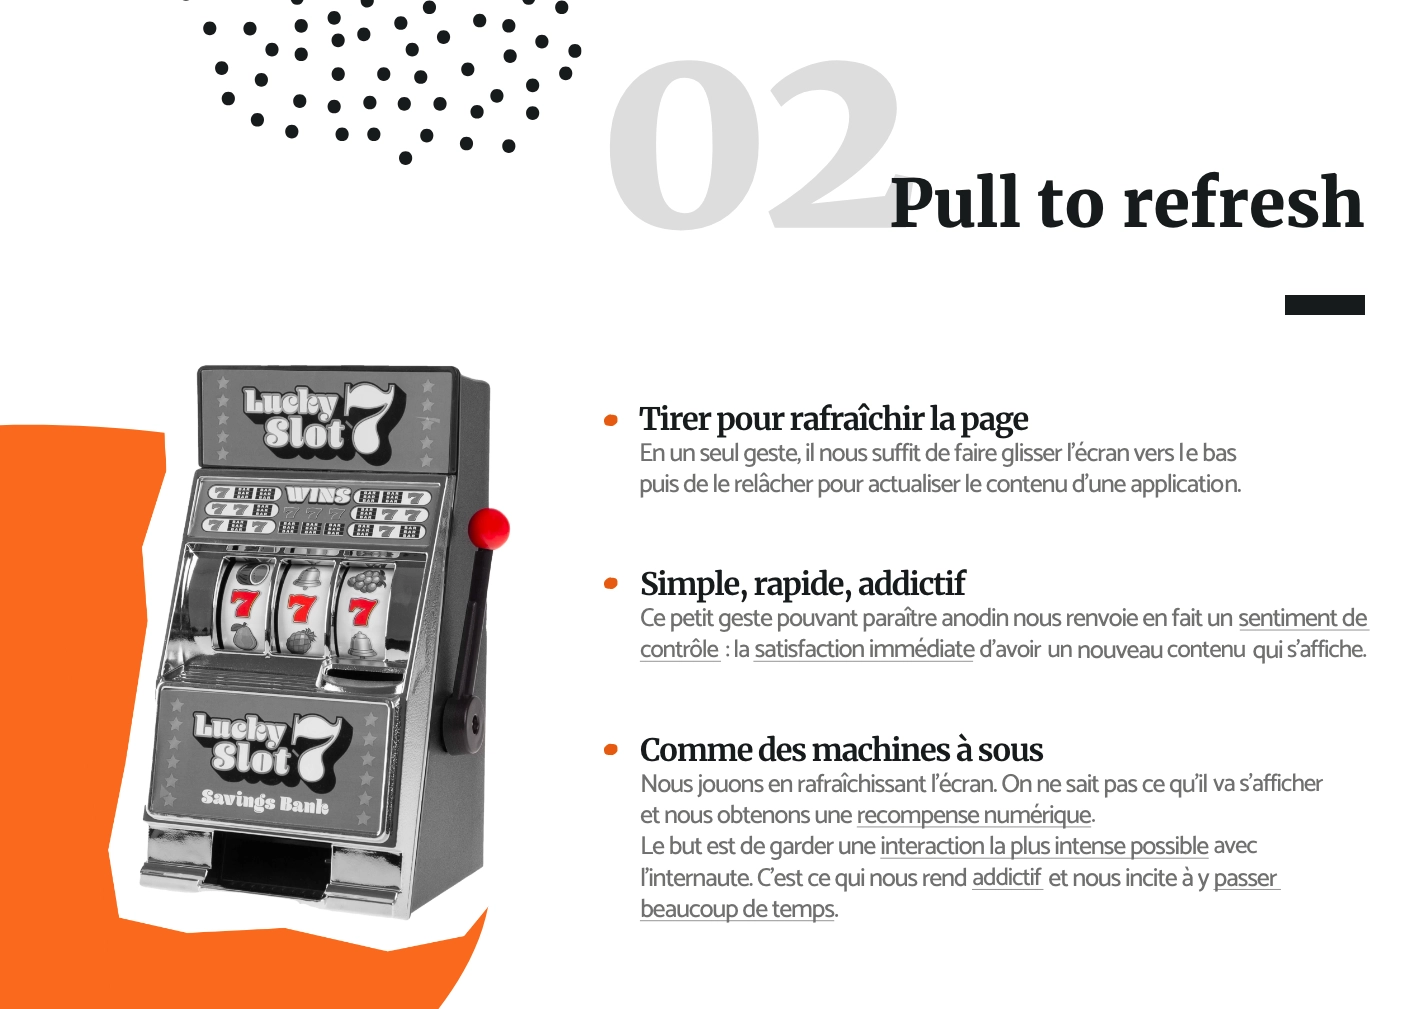 02
Pull to refresh
Lucky
Slot 7
WINS
7 7 7
Lucky
Slot 7
Savings Bank
Tirer pour rafraîchir la page
En un seul geste, il nous suffit de faire glisser l'écran vers le bas
puis de le relâcher pour actualiser le contenu d'une application.
Simple, rapide, addictif
Ce petit geste pouvant paraître anodin nous renvoie en fait un sentiment de
contrôle : la satisfaction immédiate d'avoir un nouveau contenu qui s'affiche.
Comme des machines à sous
Nous jouons en rafraîchissant l'écran. On ne sait pas ce qu'il va s'afficher
et nous obtenons une recompense numérique.
Le but est de garder une interaction la plus intense possible avec
l'internaute. C'est ce qui nous rend addictif et nous incite à y passer
beaucoup de temps.